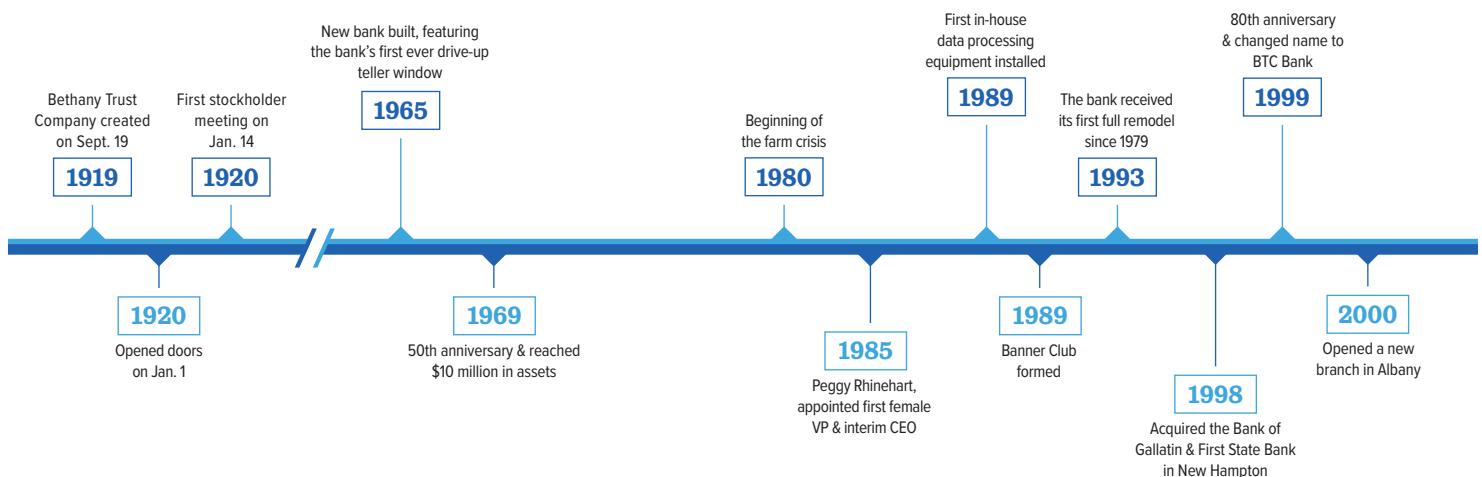 Bethany Trust
Company created
on Sept. 19
1919
1920
Opened doors
on Jan. 1
First stockholder
meeting on
Jan. 14
1920
New bank built, featuring
the bank's first ever drive-up
teller window
1965
1969
50th anniversary & reached
$10 million in assets
Beginning of
the farm crisis
1980
1985
Peggy Rhinehart,
appointed first female
VP & interim CEO
First in-house
data processing
equipment installed
1989
1989
Banner Club
formed
The bank received
its first full remodel
since 1979
1993
1998
Acquired the Bank of
Gallatin & First State Bank
in New Hampton
80th anniversary
& changed name to
BTC Bank
1999
2000
Opened a new
branch in Albany